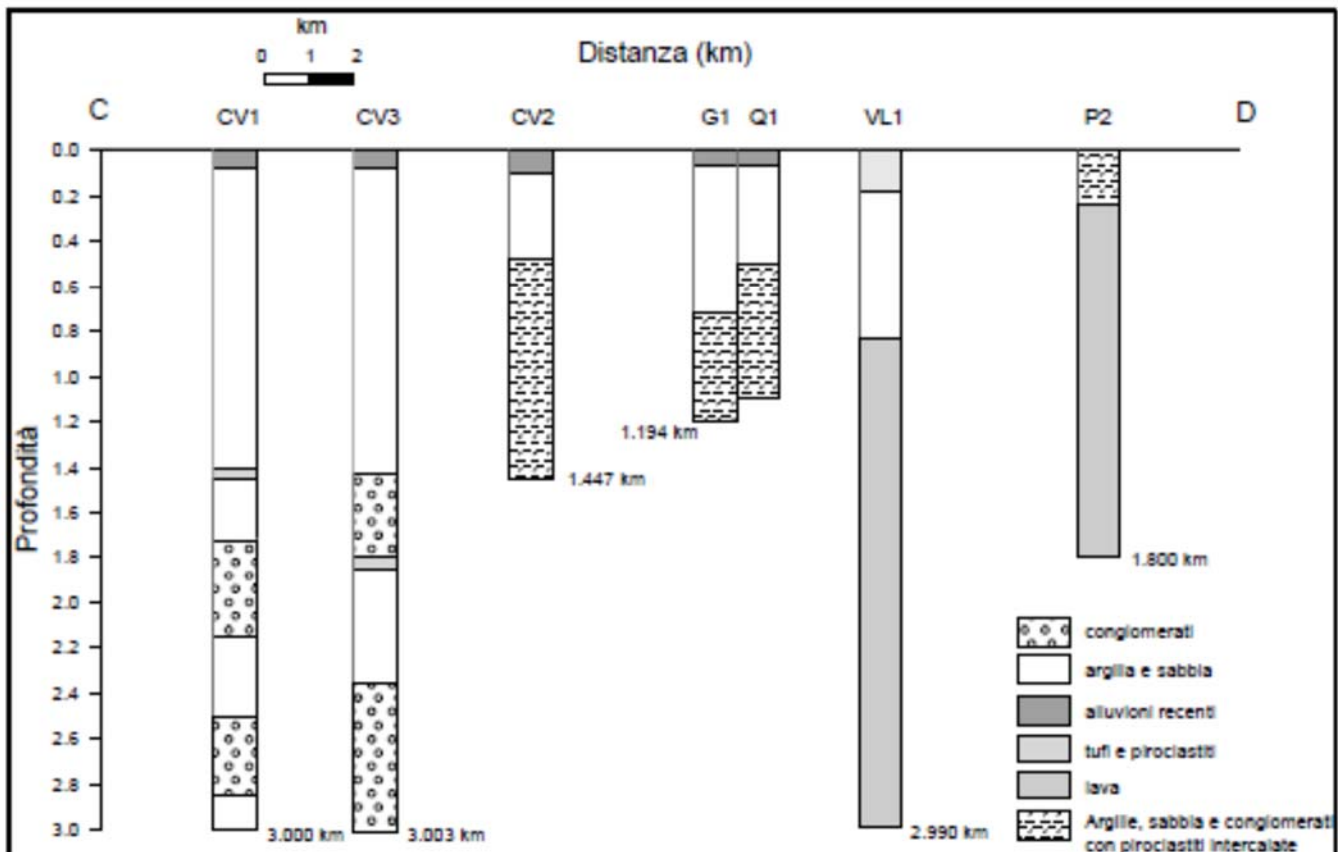 km
0 1 2
Distanza (km)
C CV1 CV3 CV2 G1 Q1 VL1 P2 D
Profondità
0.0
0.2
0.4
0.6
0.8
1.0
1.2
1.4
1.6
1.8
2.0
2.2
2.4
2.6
2.8
3.0
1.194 km
1.447 km
1.800 km
3.000 km
3.003 km
2.990 km
conglomerati
argilla e sabbia
alluvioni recenti
tufi e piroclastiti
lava
Argille, sabbia e conglomerati
con piroclastiti intercalate